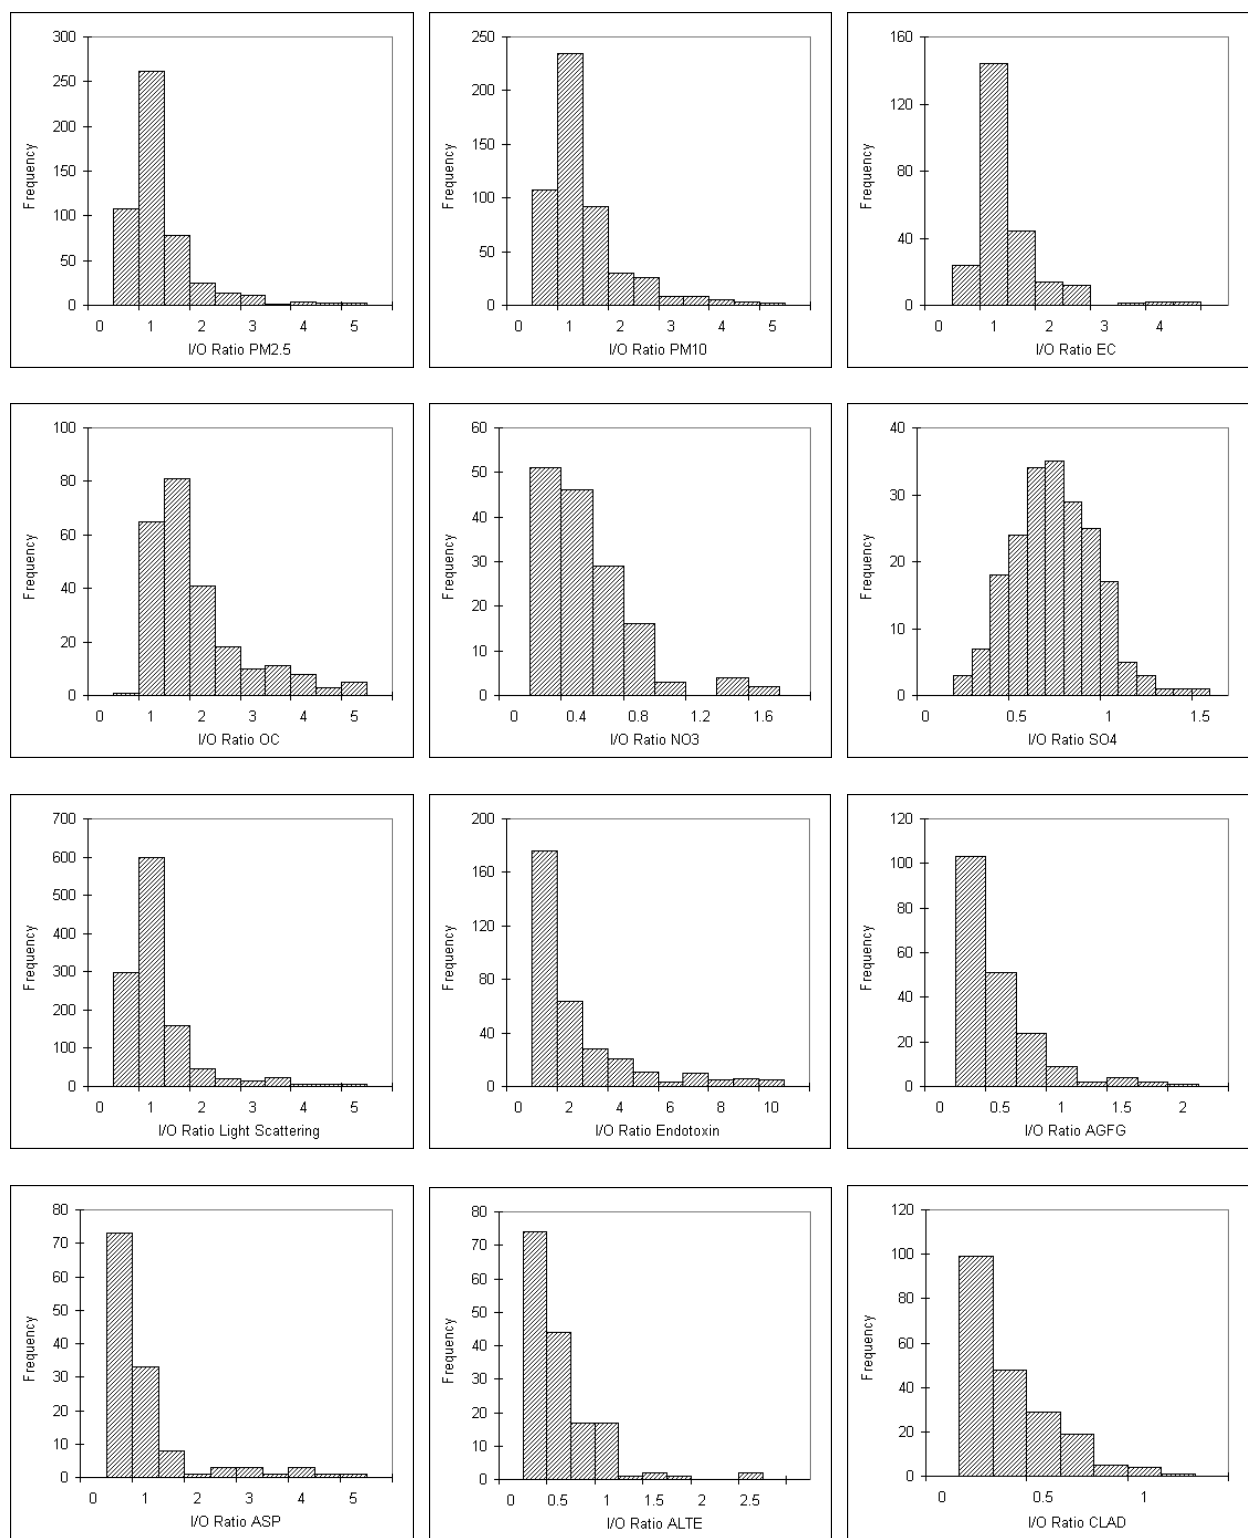 300
250
200
150
100
50
0
Frequency
0 1 2 3 4 5
I/O Ratio PM2.5
250
200
150
100
50
0
Frequency
0 1 2 3 4 5
I/O Ratio PM10
160
120
80
40
0
Frequency
0 1 2 3 4
I/O Ratio EC
100
80
60
40
20
0
Frequency
0 1 2 3 4 5
I/O Ratio OC
60
50
40
30
20
10
0
Frequency
0 0.4 0.8 1.2 1.6
I/O Ratio NO3
40
30
20
10
0
Frequency
0 0.5 1 1.5
I/O Ratio SO4
700
600
500
400
300
200
100
0
Frequency
0 1 2 3 4 5
I/O Ratio Light Scattering
200
160
120
80
40
0
Frequency
0 2 4 6 8 10
I/O Ratio Endotoxin
120
100
80
60
40
20
0
Frequency
0 0.5 1 1.5 2
I/O Ratio AGFG
80
70
60
50
40
30
20
10
0
Frequency
0 1 2 3 4 5
I/O Ratio ASP
80
70
60
50
40
30
20
10
0
Frequency
0 0.5 1 1.5 2 2.5
I/O Ratio ALTE
120
100
80
60
40
20
0
Frequency
0 0.5 1
I/O Ratio CLAD